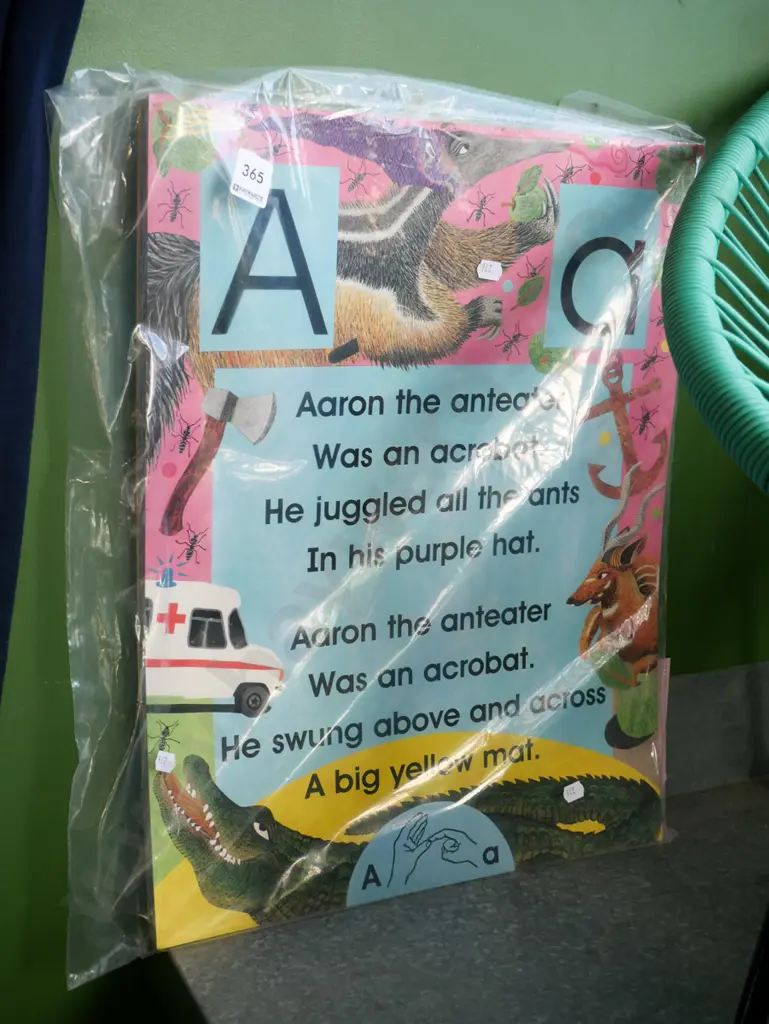 365
A a
Aaron the anteater
Was an acrobat.
He juggled all the ants
In his purple hat.
Aaron the anteater
Was an acrobat.
He swung above and across
A big yellow mat.
A a